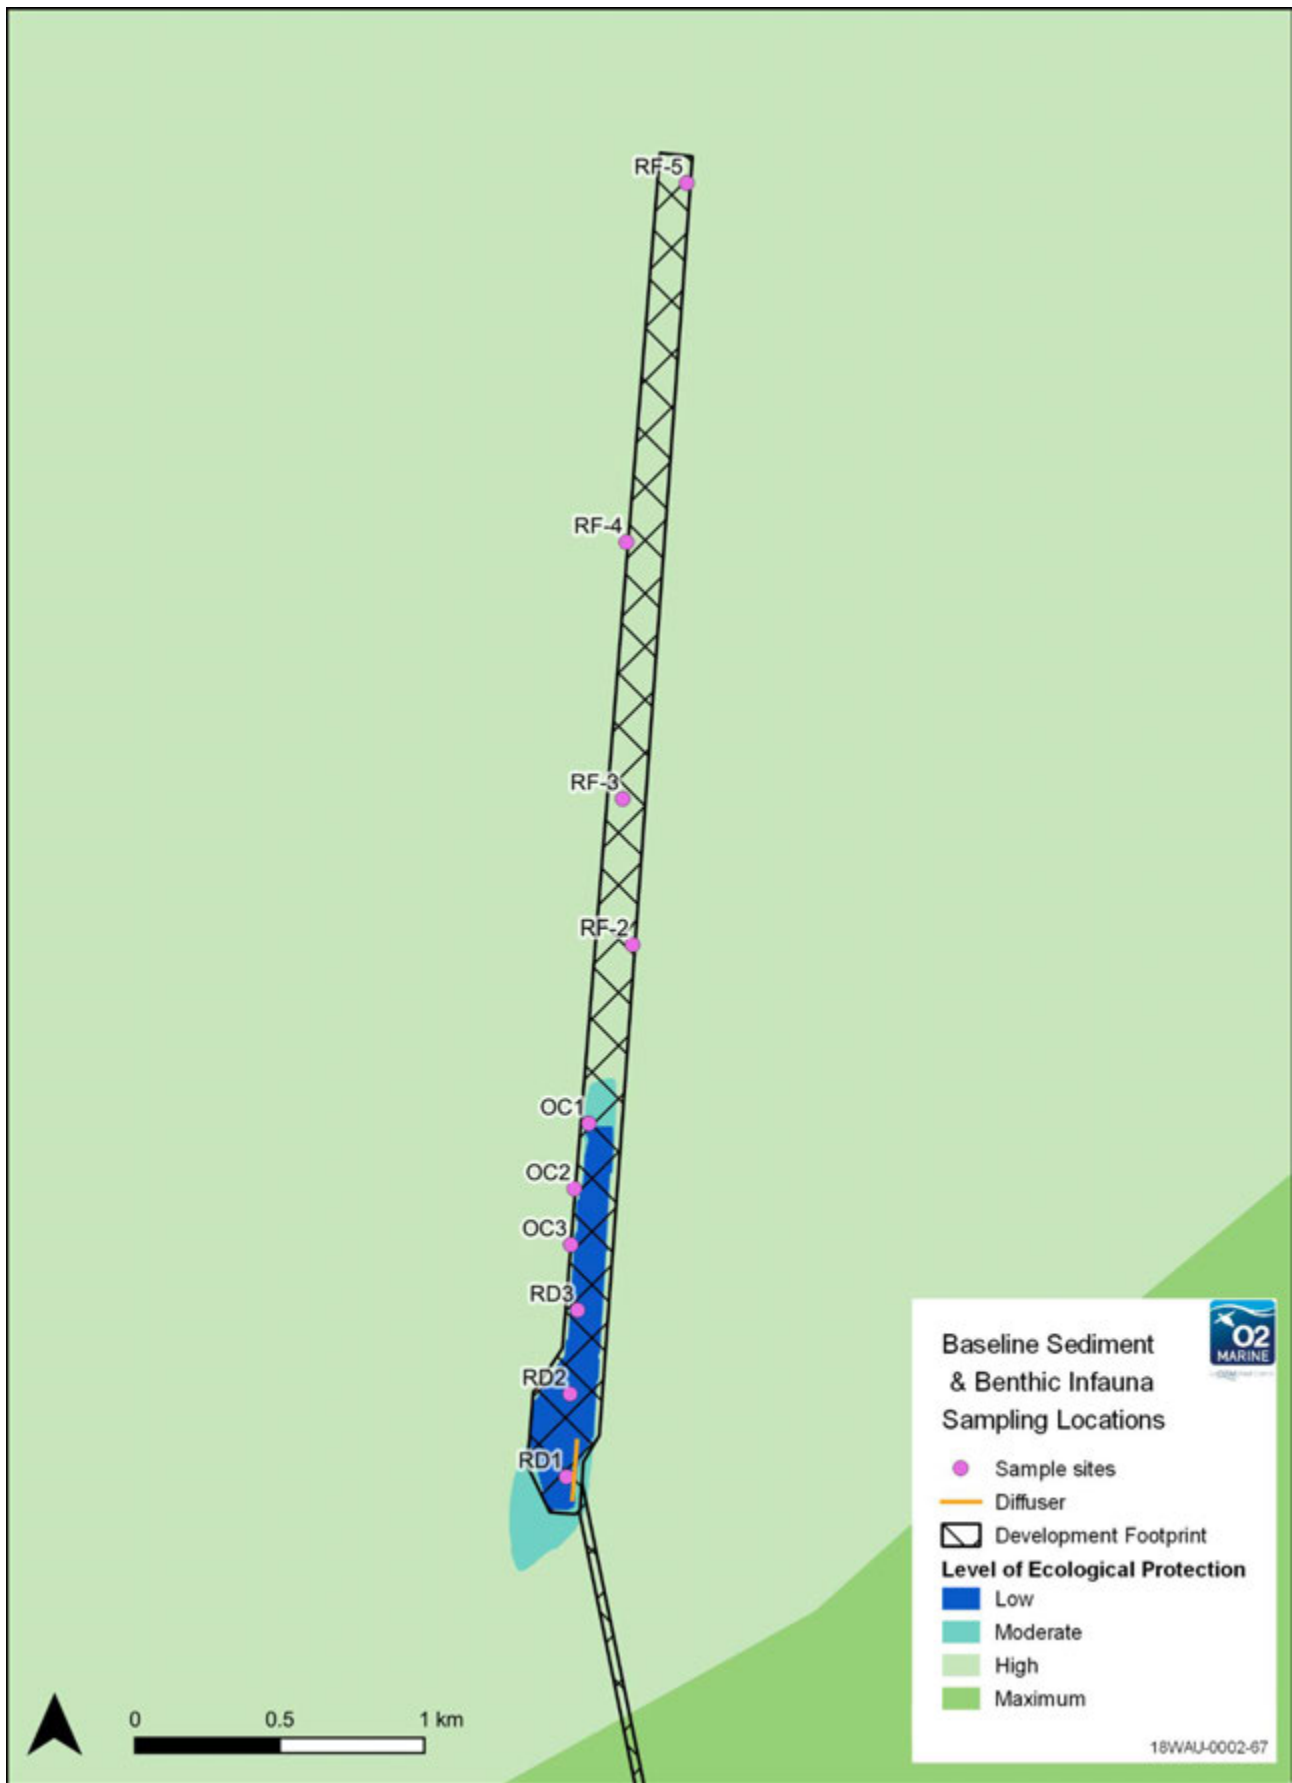 RF-5
RF-4
RF-3
RF-2
OC1
OC2
OC3
RD3
RD2
RD1
0 0.5 1 km
Baseline Sediment
& Benthic Infauna
Sampling Locations
O2
MARINE
Sample sites
Diffuser
Development Footprint
Level of Ecological Protection
Low
Moderate
High
Maximum
18WAU-0002-67